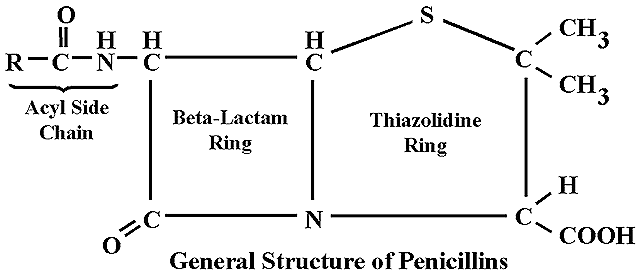 O
H H H S CH3
R C N C C C
CH3
Acyl Side
Chain
Beta-Lactam
Ring
Thiazolidine
Ring
H
C N C
O COOH
General Structure of Penicillins